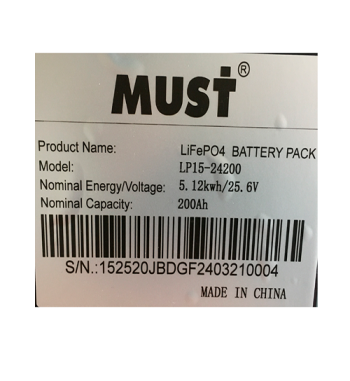 MUST®
Product Name: LiFePO4 BATTERY PACK
Model: LP15-24200
Nominal Energy/Voltage: 5.12kwh/25.6V
Nominal Capacity: 200Ah
S/N.:152520JBDGF2403210004
MADE IN CHINA